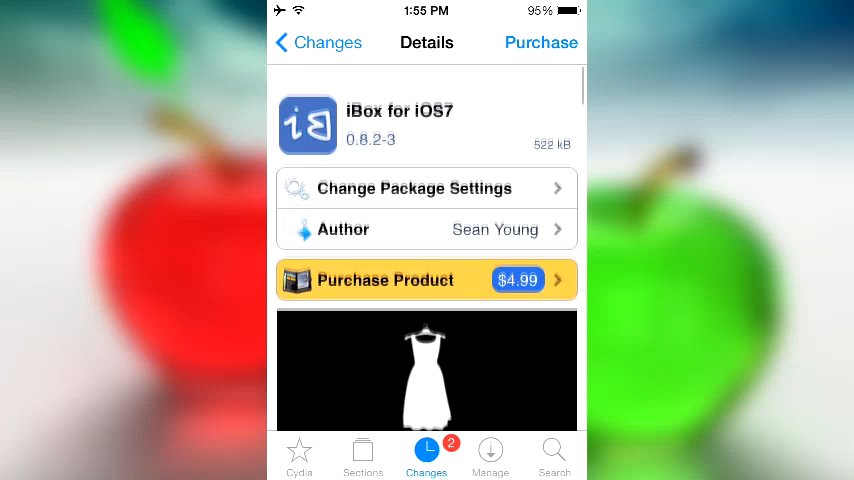 1:55 PM 95%
Changes Details Purchase
iB
iBox for iOS7
0.8.2-3
522 kB
Change Package Settings
Author Sean Young
Purchase Product $4.99
2
Cydia Sections Changes Manage Search